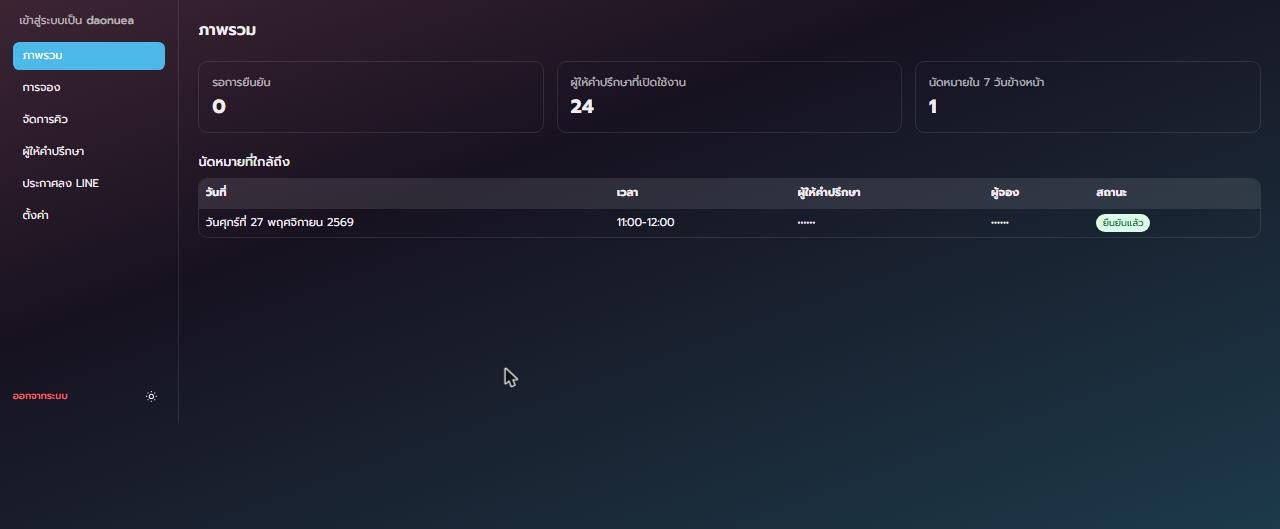 เข้าสู่ระบบเป็น daonuea
ภาพรวม
การจอง
จัดการคิว
ผู้ให้คำปรึกษา
ประกาศลง LINE
ตั้งค่า
ออกจากระบบ
ภาพรวม
รอการยืนยัน
0
ผู้ให้คำปรึกษาที่เปิดใช้งาน
24
นัดหมายใน 7 วันข้างหน้า
1
นัดหมายที่ใกล้ถึง
วันที่ เวลา ผู้ให้คำปรึกษา ผู้จอง สถานะ
วันศุกร์ที่ 27 พฤศจิกายน 2569 11:00-12:00 •••••• •••••• ยืนยันแล้ว